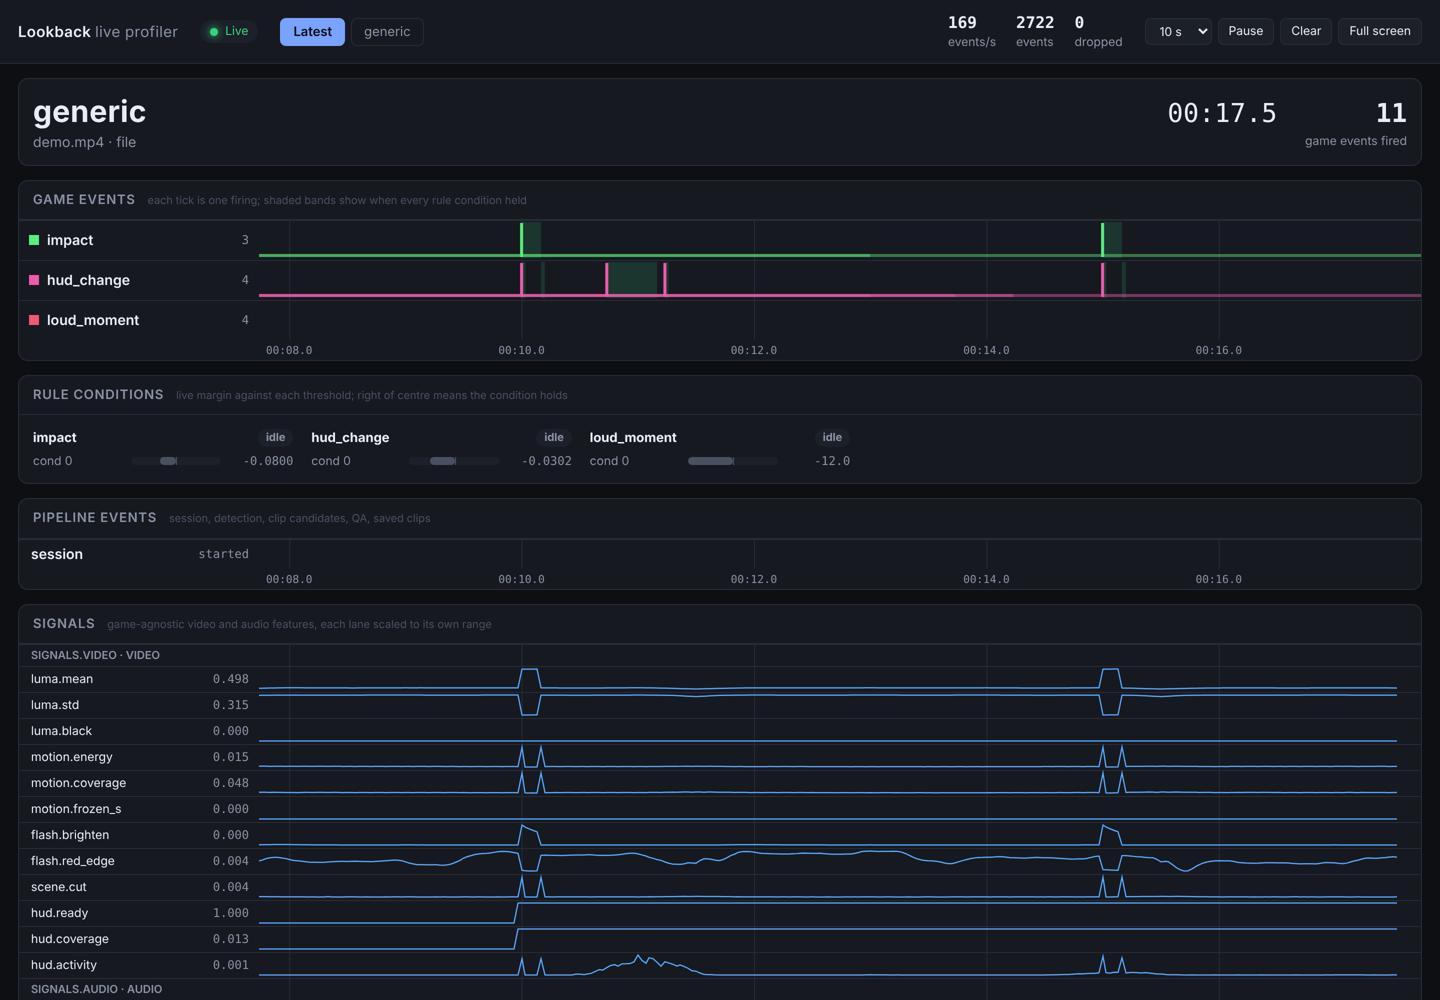 Lookback live profiler
Live
Latest
generic
169 events/s
2722 events
0 dropped
10 s
Pause
Clear
Full screen
generic
demo.mp4 · file
00:17.5
11
game events fired
GAME EVENTS each tick is one firing; shaded bands show when every rule condition held
impact 3
hud_change 4
loud_moment 4
00:08.0 00:10.0 00:12.0 00:14.0 00:16.0
RULE CONDITIONS live margin against each threshold; right of centre means the condition holds
impact idle hud_change idle loud_moment idle
cond 0 -0.0800 cond 0 -0.0302 cond 0 -12.0
PIPELINE EVENTS session, detection, clip candidates, QA, saved clips
session started
00:08.0 00:10.0 00:12.0 00:14.0 00:16.0
SIGNALS game-agnostic video and audio features, each lane scaled to its own range
SIGNALS.VIDEO · VIDEO
luma.mean 0.498
luma.std 0.315
luma.black 0.000
motion.energy 0.015
motion.coverage 0.048
motion.frozen_s 0.000
flash.brighten 0.000
flash.red_edge 0.004
scene.cut 0.004
hud.ready 1.000
hud.coverage 0.013
hud.activity 0.001
SIGNALS.AUDIO · AUDIO